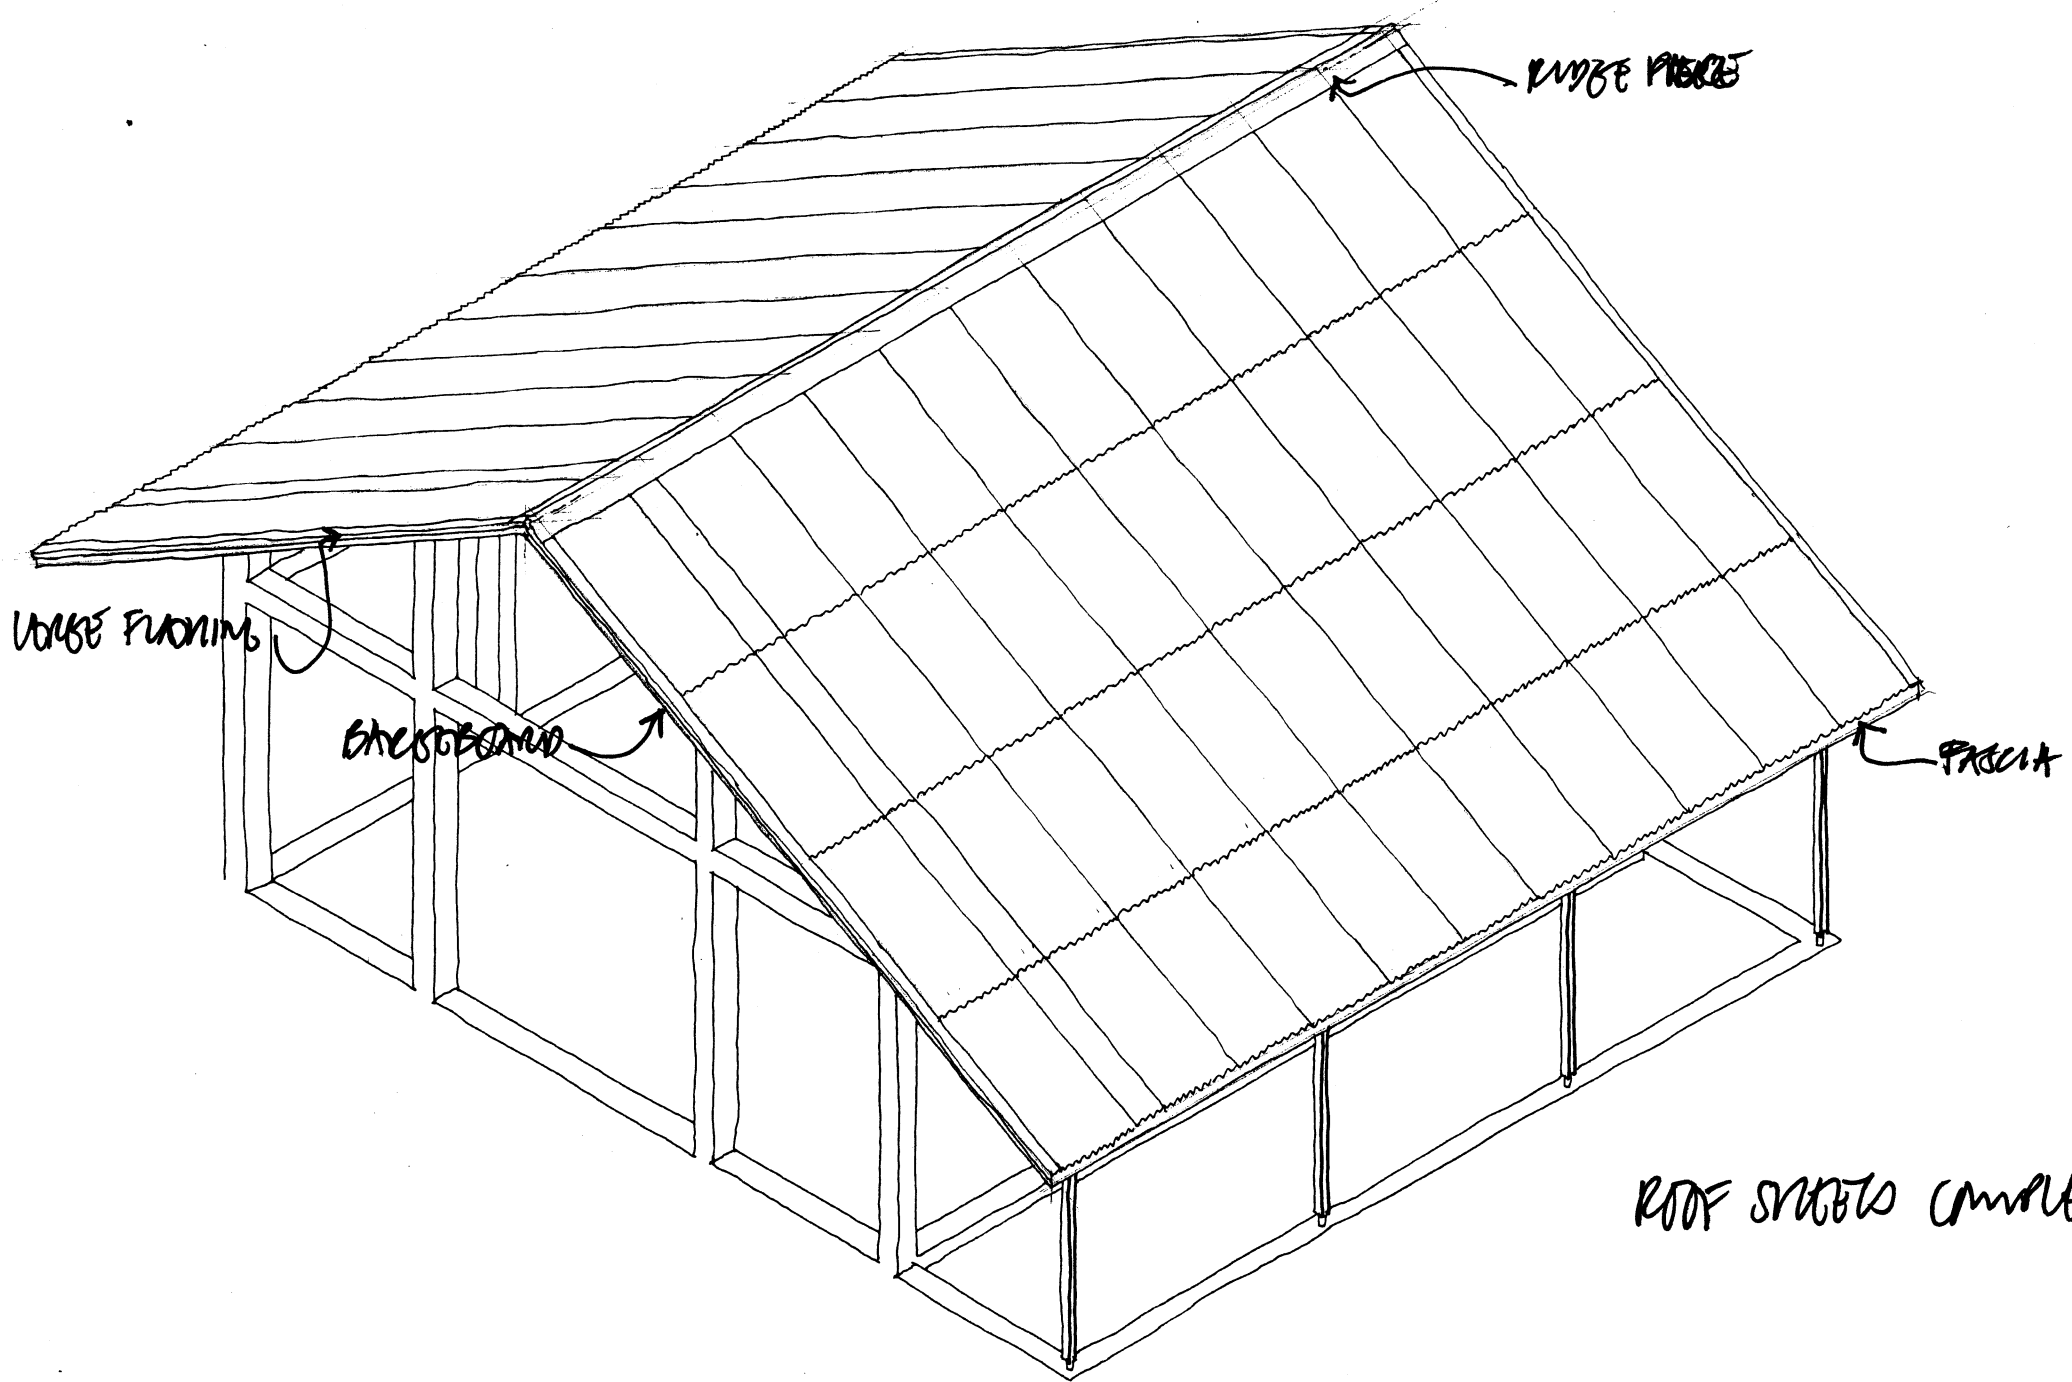 RIDGE PIECE
VERGE FLASHING
BARGEBOARD
FASCIA
ROOF SHEETS COMPLE